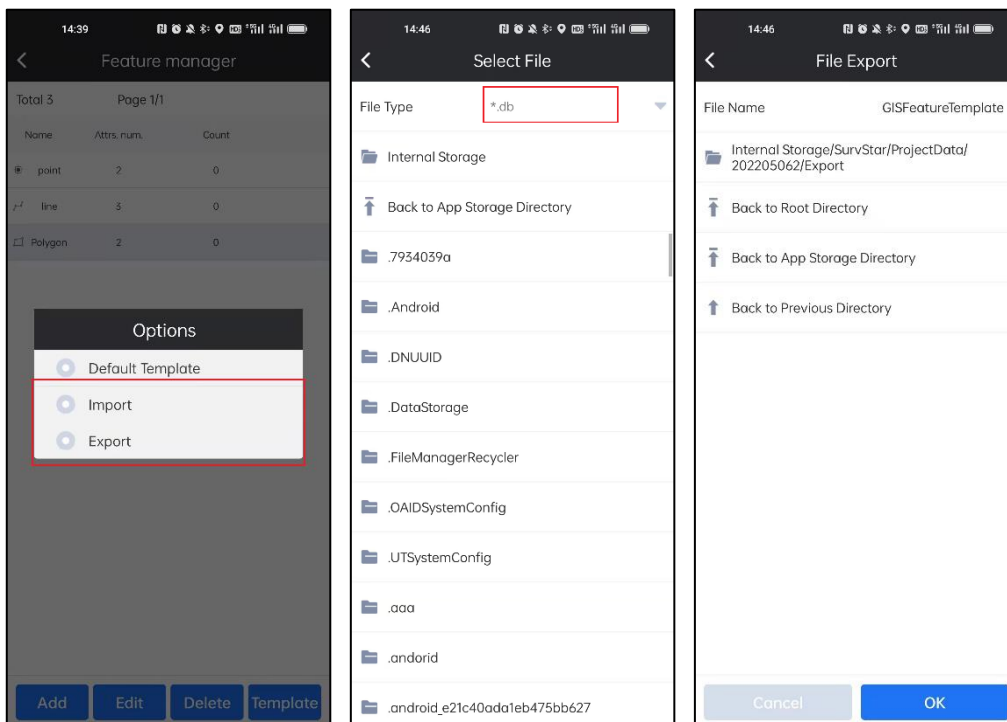 14:39
Feature manager
Total 3 Page 1/1
Name Attrs. num. Count
point 2 0
line 3 0
Polygon 2 0
Options
Default Template
Import
Export
Add Edit Delete Template
14:46
Select File
File Type *.db
Internal Storage
Back to App Storage Directory
.7934039a
.Android
.DNUUID
.DataStorage
.FileManagerRecycler
.OAIDSystemConfig
.UTSystemConfig
.aaa
.andorid
.android_e21c40ada1eb475bb627
14:46
File Export
File Name GISFeatureTemplate
Internal Storage/SurvStar/ProjectData/
202205062/Export
Back to Root Directory
Back to App Storage Directory
Back to Previous Directory
Cancel OK